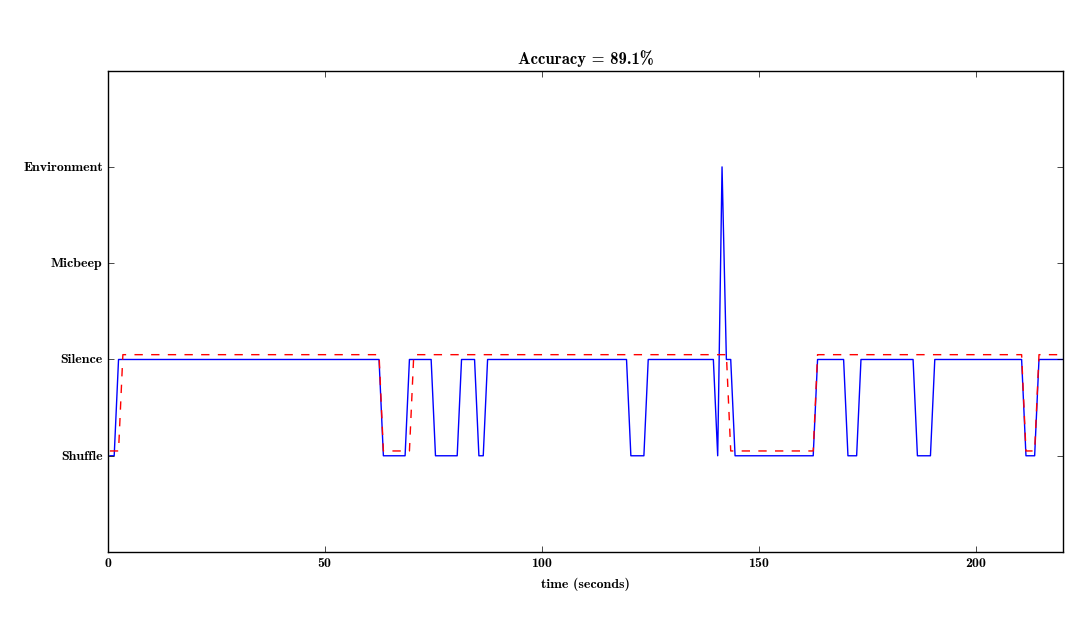 Accuracy = 89.1%
Environment
Micbeep
Silence
Shuffle
0 50 100 150 200
time (seconds)